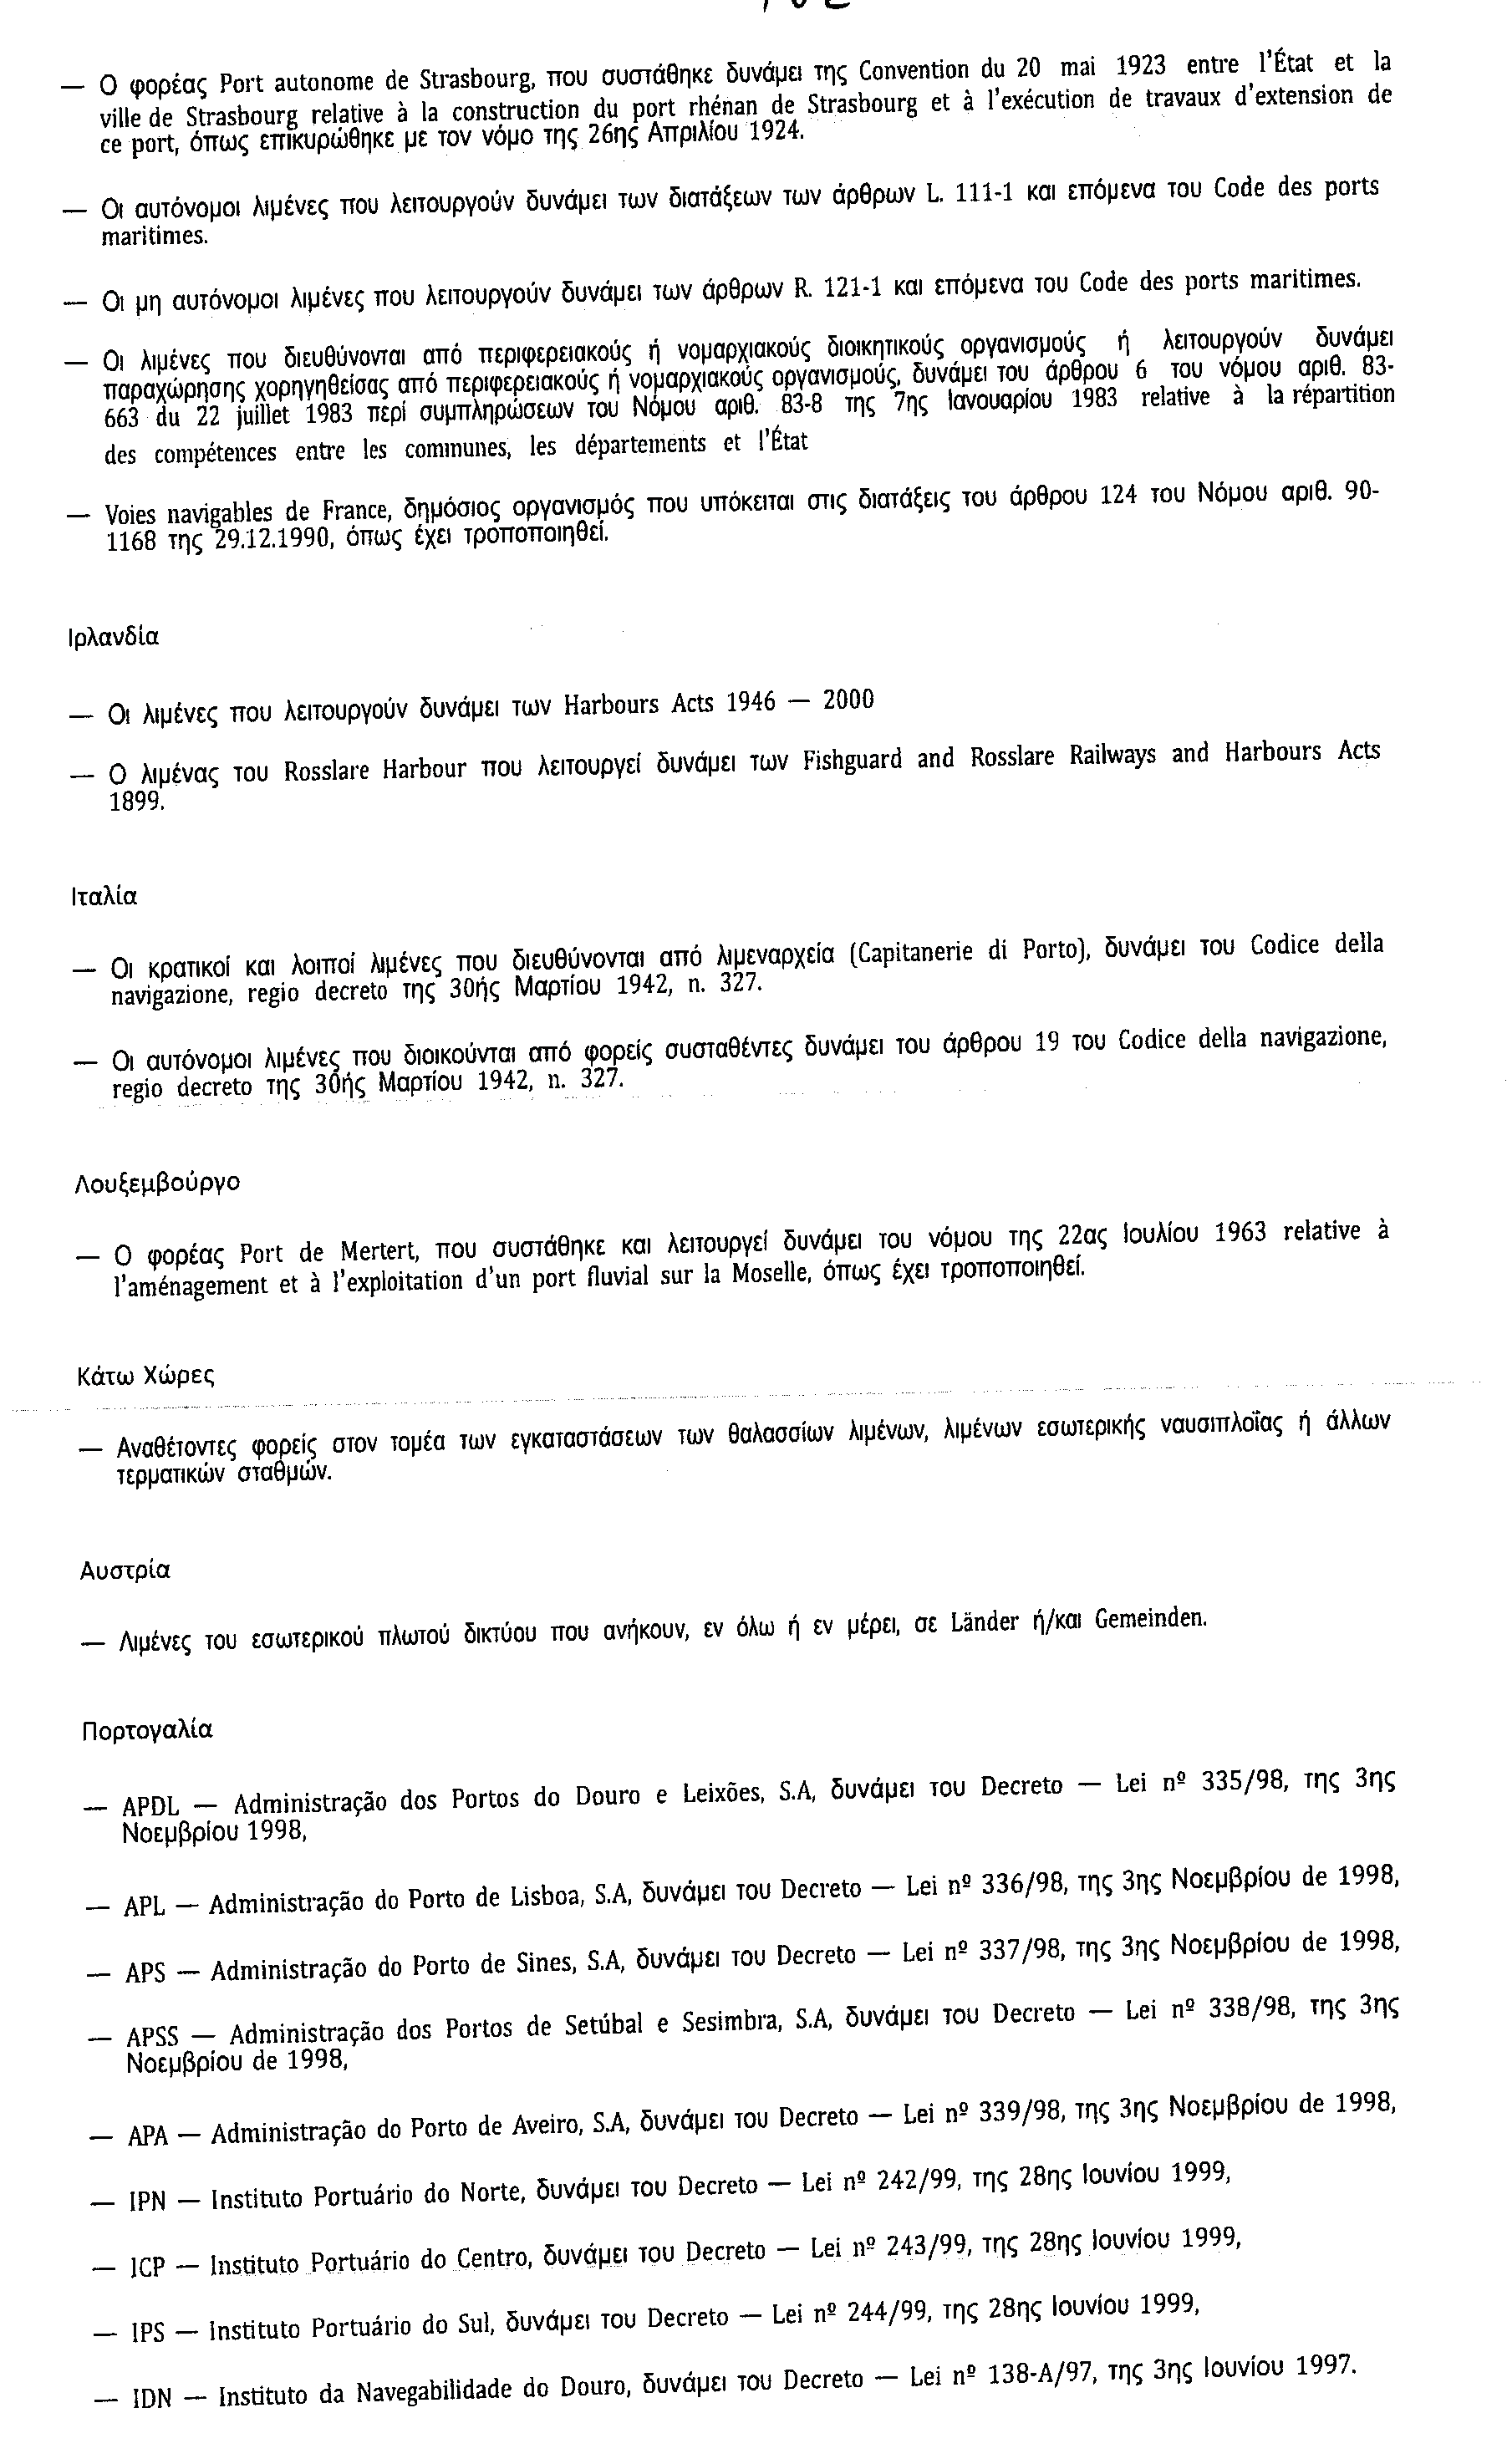 — Ο φορέας Port autonome de Strasbourg, που συστάθηκε δυνάμει της Convention du 20 mai 1923 entre l'État et la
ville de Strasbourg relative à la construction du port rhénan de Strasbourg et à l'exécution de travaux d'extension de
ce port, όπως επικυρώθηκε με τον νόμο της 26ης Απριλίου 1924.
— Οι αυτόνομοι λιμένες που λειτουργούν δυνάμει των διατάξεων των άρθρων L. 111-1 και επόμενα του Code des ports
maritimes.
— Οι μη αυτόνομοι λιμένες που λειτουργούν δυνάμει των άρθρων R. 121-1 και επόμενα του Code des ports maritimes.
— Οι λιμένες που διευθύνονται από περιφερειακούς ή νομαρχιακούς διοικητικούς οργανισμούς ή λειτουργούν δυνάμει
παραχώρησης χορηγηθείσας από περιφερειακούς ή νομαρχιακούς οργανισμούς, δυνάμει του άρθρου 6 του νόμου αριθ. 83-
663 du 22 juillet 1983 περί συμπληρώσεων του Νόμου αριθ. 83-8 της 7ης Ιανουαρίου 1983 relative à la répartition
des compétences entre les communes, les départements et l'État
— Voies navigables de France, δημόσιος οργανισμός που υπόκειται στις διατάξεις του άρθρου 124 του Νόμου αριθ. 90-
1168 της 29.12.1990, όπως έχει τροποποιηθεί.
Ιρλανδία
— Οι λιμένες που λειτουργούν δυνάμει των Harbours Acts 1946 — 2000
— Ο λιμένας του Rosslare Harbour που λειτουργεί δυνάμει των Fishguard and Rosslare Railways and Harbours Acts
1899.
Ιταλία
— Οι κρατικοί και λοιποί λιμένες που διευθύνονται από λιμεναρχεία (Capitanerie di Porto), δυνάμει του Codice della
navigazione, regio decreto της 30ής Μαρτίου 1942, n. 327.
— Οι αυτόνομοι λιμένες που διοικούνται από φορείς συσταθέντες δυνάμει του άρθρου 19 του Codice della navigazione,
regio decreto της 30ής Μαρτίου 1942, n. 327.
Λουξεμβούργο
— Ο φορέας Port de Mertert, που συστάθηκε και λειτουργεί δυνάμει του νόμου της 22ας Ιουλίου 1963 relative à
l'aménagement et à l'exploitation d'un port fluvial sur la Moselle, όπως έχει τροποποιηθεί.
Κάτω Χώρες
— Αναθέτοντες φορείς στον τομέα των εγκαταστάσεων των θαλασσίων λιμένων, λιμένων εσωτερικής ναυσιπλοΐας ή άλλων
τερματικών σταθμών.
Αυστρία
— Λιμένες του εσωτερικού πλωτού δικτύου που ανήκουν, εν όλω ή εν μέρει, σε Länder ή/και Gemeinden.
Πορτογαλία
— APDL — Administração dos Portos do Douro e Leixões, S.A, δυνάμει του Decreto — Lei nº 335/98, της 3ης
Νοεμβρίου 1998,
— APL — Administração do Porto de Lisboa, S.A, δυνάμει του Decreto — Lei nº 336/98, της 3ης Νοεμβρίου de 1998,
— APS — Administração do Porto de Sines, S.A, δυνάμει του Decreto — Lei nº 337/98, της 3ης Νοεμβρίου de 1998,
— APSS — Administração dos Portos de Setúbal e Sesimbra, S.A, δυνάμει του Decreto — Lei nº 338/98, της 3ης
Νοεμβρίου de 1998,
— APA — Administração do Porto de Aveiro, S.A, δυνάμει του Decreto — Lei nº 339/98, της 3ης Νοεμβρίου de 1998,
— IPN — Instituto Portuário do Norte, δυνάμει του Decreto — Lei nº 242/99, της 28ης Ιουνίου 1999,
— ICP — Instituto Portuário do Centro, δυνάμει του Decreto — Lei nº 243/99, της 28ης Ιουνίου 1999,
— IPS — Instituto Portuário do Sul, δυνάμει του Decreto — Lei nº 244/99, της 28ης Ιουνίου 1999,
— IDN — Instituto da Navegabilidade do Douro, δυνάμει του Decreto — Lei nº 138-A/97, της 3ης Ιουνίου 1997.